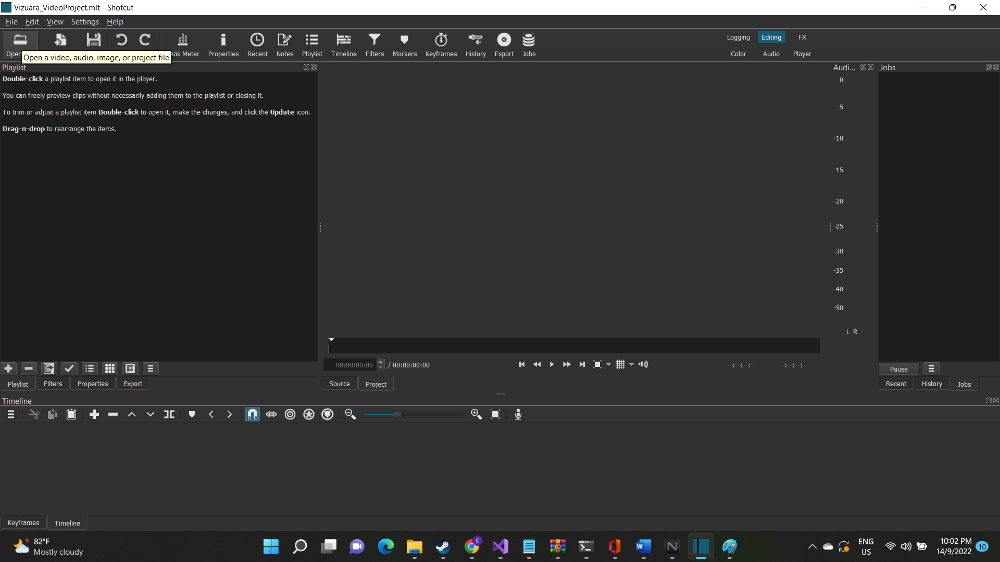 Vizuara_VideoProject.mlt - Shotcut
File Edit View Settings Help
Open
Open a video, audio, image, or project file
eak Meter
Properties
Recent
Notes
Playlist
Timeline
Filters
Markers
Keyframes
History
Export
Jobs
Logging Editing FX
Color Audio Player
Playlist
Double-click a playlist item to open it in the player.
You can freely preview clips without necessarily adding them to the playlist or closing it.
To trim or adjust a playlist item Double-click to open it, make the changes, and click the Update icon.
Drag-n-drop to rearrange the items.
Audi...
0
-5
-10
-15
-20
-25
-30
-35
-40
-50
L R
Jobs
00:00:00:00 / 00:00:00:00
--:--:--:--
--:--:--:--
Pause
Playlist Filters Properties Export
Source Project
Recent History Jobs
Timeline
Keyframes Timeline
82°F
Mostly cloudy
E
ENG
US
10:02 PM
14/9/2022
10